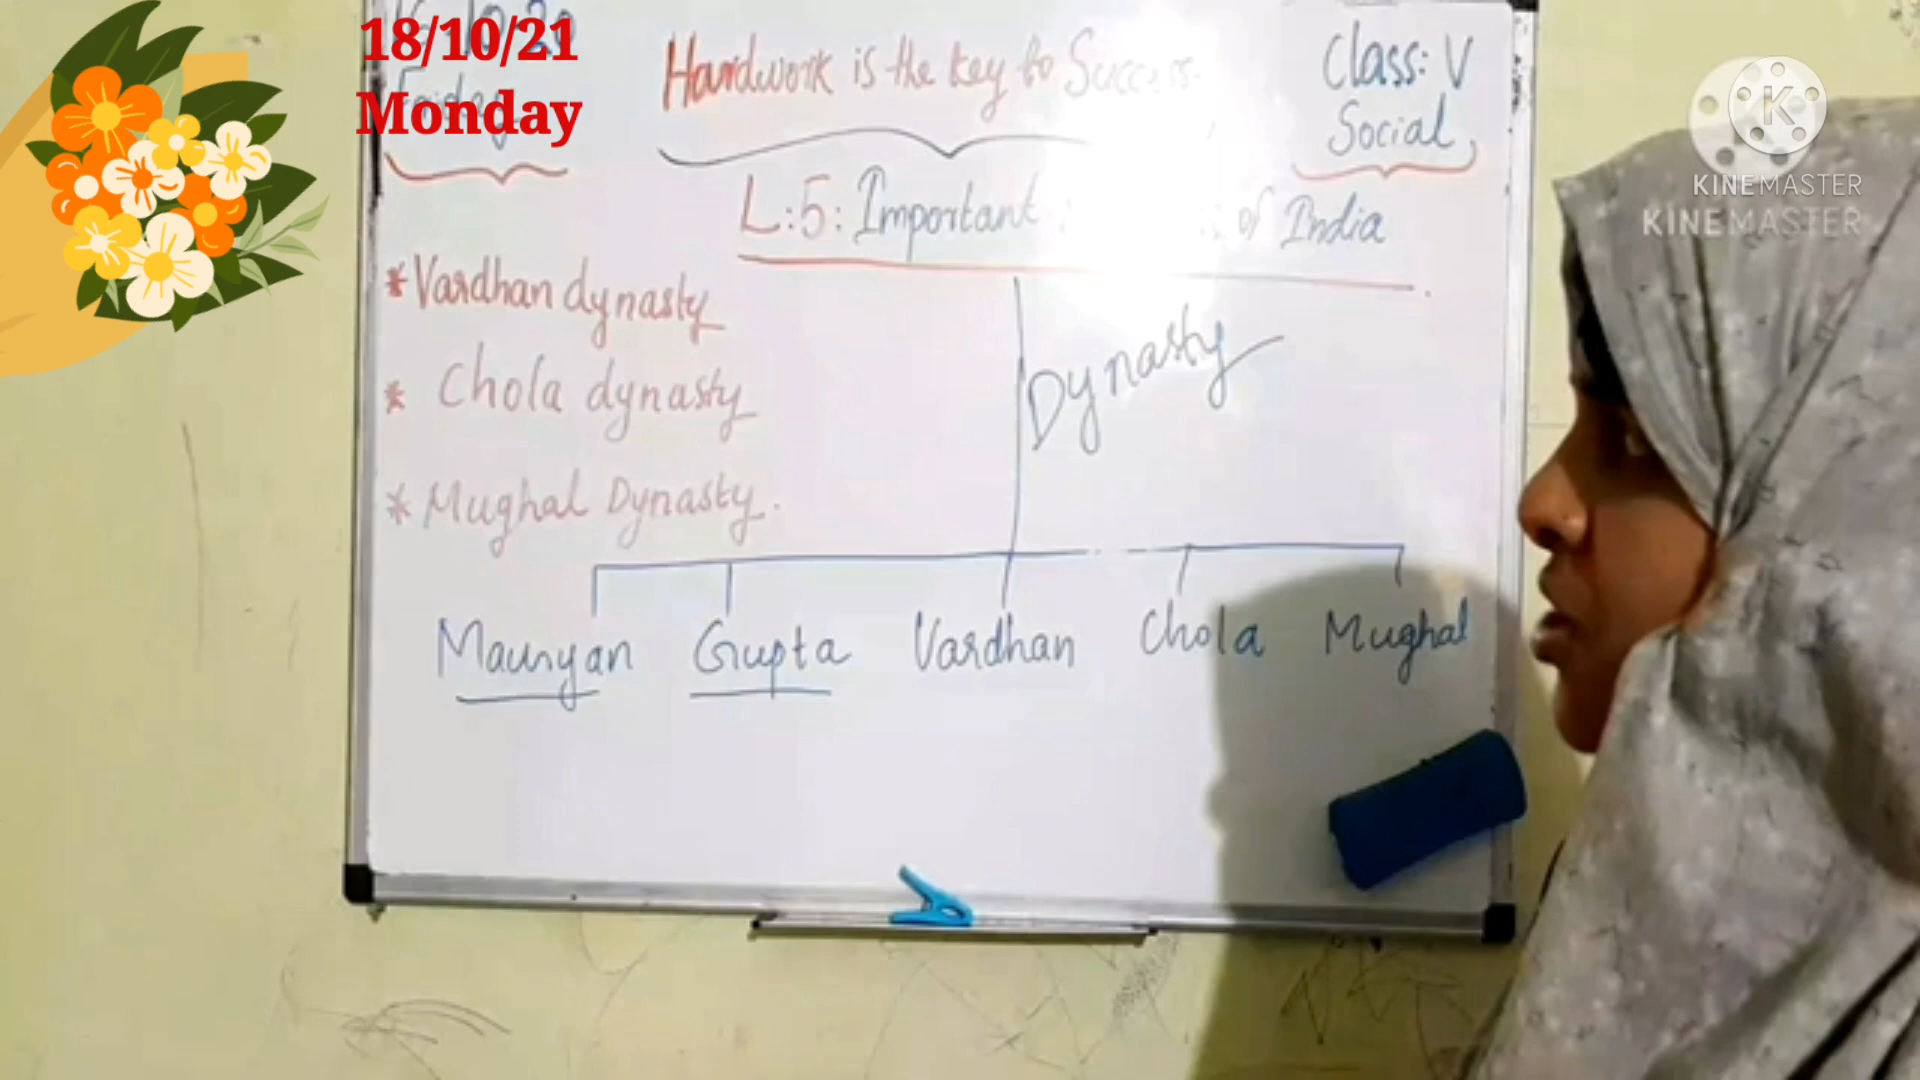 18/10/21
Monday
Hardwork is the key to Success.
Class: V
Social
L:5: Important of India
* Vardhan dynasty
* Chola dynasty
* Mughal Dynasty.
Dynasty
Mauryan Gupta Vardhan Chola Mughal
KINEMASTER
KINEMASTER